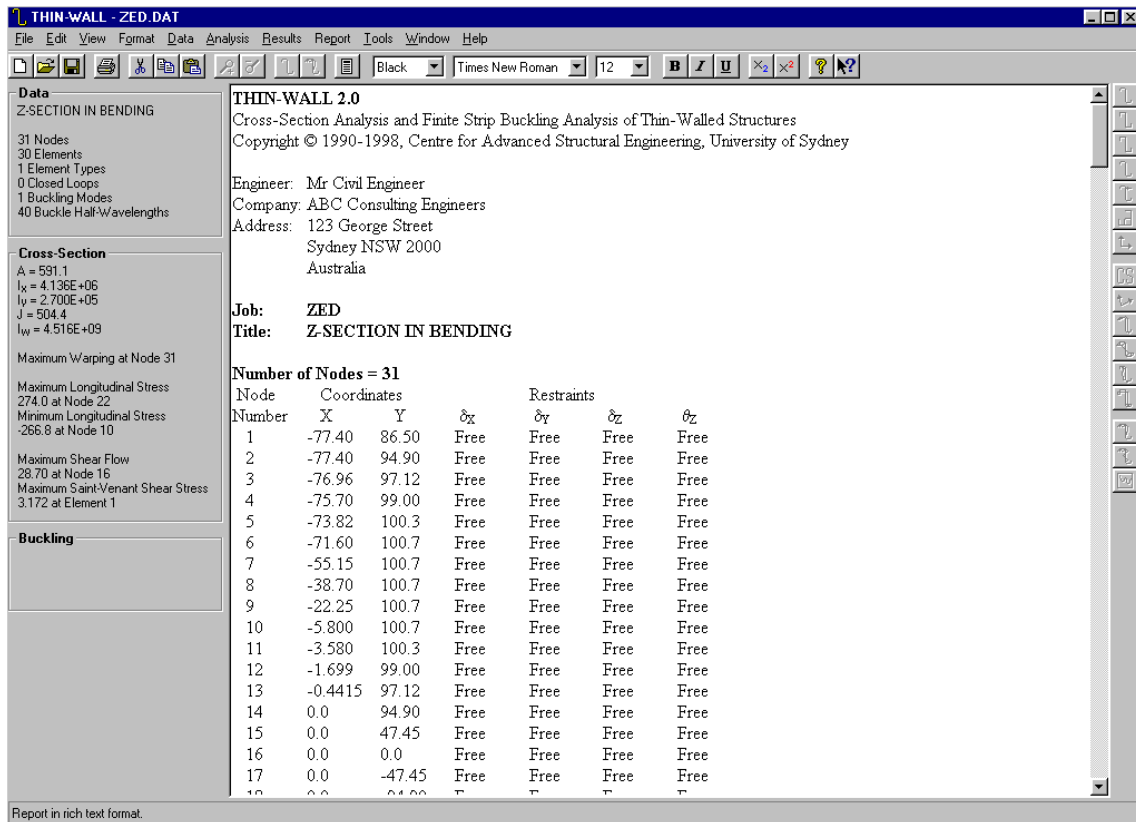 THIN-WALL - ZED.DAT
File Edit View Format Data Analysis Results Report Tools Window Help
Black Times New Roman 12 B I U X₂ x² ? ?
Data
Z-SECTION IN BENDING
31 Nodes
30 Elements
1 Element Types
0 Closed Loops
1 Buckling Modes
40 Buckle Half-Wavelengths
Cross-Section
A = 591.1
Ix = 4.136E+06
Iy = 2.700E+05
J = 504.4
Iw = 4.516E+09
Maximum Warping at Node 31
Maximum Longitudinal Stress
274.0 at Node 22
Minimum Longitudinal Stress
-266.8 at Node 10
Maximum Shear Flow
28.70 at Node 16
Maximum Saint-Venant Shear Stress
3.172 at Element 1
Buckling
THIN-WALL 2.0
Cross-Section Analysis and Finite Strip Buckling Analysis of Thin-Walled Structures
Copyright © 1990-1998, Centre for Advanced Structural Engineering, University of Sydney
Engineer: Mr Civil Engineer
Company: ABC Consulting Engineers
Address: 123 George Street
Sydney NSW 2000
Australia
Job: ZED
Title: Z-SECTION IN BENDING
Number of Nodes = 31
Node Coordinates Restraints
Number X Y δX δY δZ θZ
1 -77.40 86.50 Free Free Free Free
2 -77.40 94.90 Free Free Free Free
3 -76.96 97.12 Free Free Free Free
4 -75.70 99.00 Free Free Free Free
5 -73.82 100.3 Free Free Free Free
6 -71.60 100.7 Free Free Free Free
7 -55.15 100.7 Free Free Free Free
8 -38.70 100.7 Free Free Free Free
9 -22.25 100.7 Free Free Free Free
10 -5.800 100.7 Free Free Free Free
11 -3.580 100.3 Free Free Free Free
12 -1.699 99.00 Free Free Free Free
13 -0.4415 97.12 Free Free Free Free
14 0.0 94.90 Free Free Free Free
15 0.0 47.45 Free Free Free Free
16 0.0 0.0 Free Free Free Free
17 0.0 -47.45 Free Free Free Free
CS
Report in rich text format.